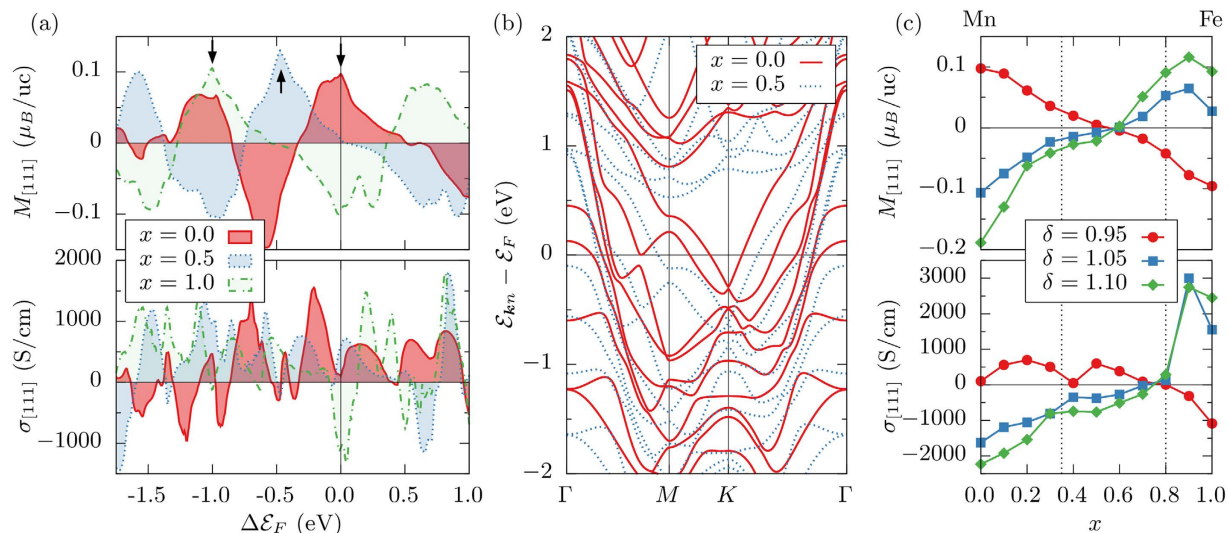 (a)
0.1
0
−0.1
M[111] (μB/uc)
x = 0.0
x = 0.5
x = 1.0
2000
1000
0
−1000
σ[111] (S/cm)
-1.5
-1.0
-0.5
0.0
0.5
1.0
ΔℰF (eV)
(b)
2
1
0
−1
−2
ℰkn − ℰF (eV)
x = 0.0
x = 0.5
Γ
M
K
Γ
(c)
Mn
Fe
0.1
0
−0.1
−0.2
M[111] (μB/uc)
δ = 0.95
δ = 1.05
δ = 1.10
3000
2000
1000
0
−1000
−2000
σ[111] (S/cm)
0.0
0.2
0.4
0.6
0.8
1.0
x